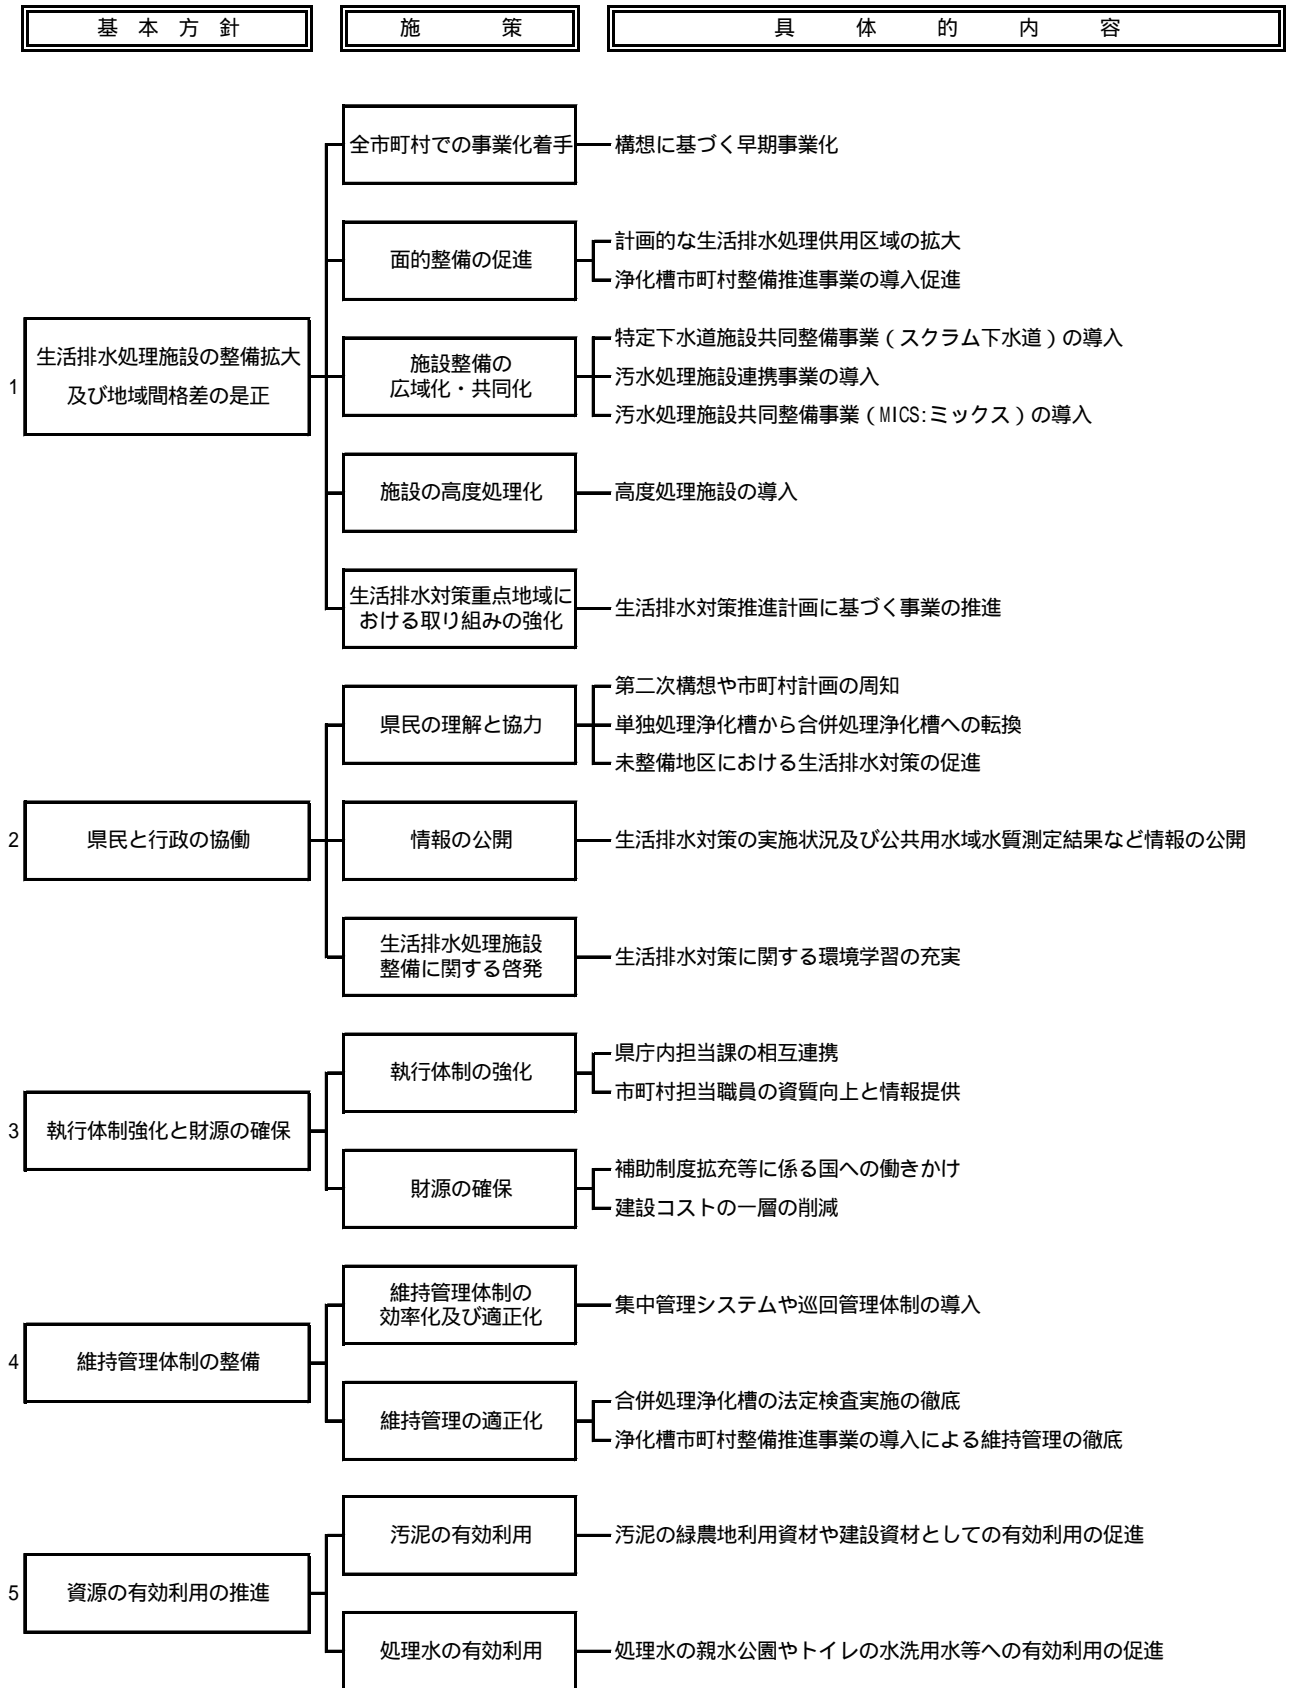 基本方針
施策
具体的内容
全市町村での事業化着手
構想に基づく早期事業化
面的整備の促進
計画的な生活排水処理供用区域の拡大
浄化槽市町村整備推進事業の導入促進
1
生活排水処理施設の整備拡大
及び地域間格差の是正
施設整備の
広域化・共同化
特定下水道施設共同整備事業(スクラム下水道)の導入
汚水処理施設連携事業の導入
汚水処理施設共同整備事業(MICS:ミックス)の導入
施設の高度処理化
高度処理施設の導入
生活排水対策重点地域に
おける取り組みの強化
生活排水対策推進計画に基づく事業の推進
2
県民と行政の協働
県民の理解と協力
第二次構想や市町村計画の周知
単独処理浄化槽から合併処理浄化槽への転換
未整備地区における生活排水対策の促進
情報の公開
生活排水対策の実施状況及び公共用水域水質測定結果など情報の公開
生活排水処理施設
整備に関する啓発
生活排水対策に関する環境学習の充実
3
執行体制強化と財源の確保
執行体制の強化
県庁内担当課の相互連携
市町村担当職員の資質向上と情報提供
財源の確保
補助制度拡充等に係る国への働きかけ
建設コストの一層の削減
4
維持管理体制の整備
維持管理体制の
効率化及び適正化
集中管理システムや巡回管理体制の導入
維持管理の適正化
合併処理浄化槽の法定検査実施の徹底
浄化槽市町村整備推進事業の導入による維持管理の徹底
5
資源の有効利用の推進
汚泥の有効利用
汚泥の緑農地利用資材や建設資材としての有効利用の促進
処理水の有効利用
処理水の親水公園やトイレの水洗用水等への有効利用の促進